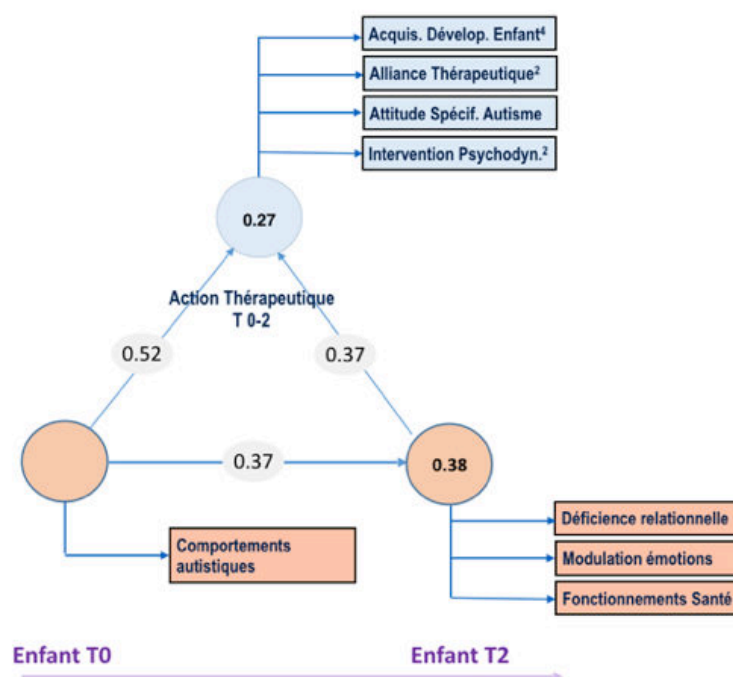 Acquis. Dévelop. Enfant⁴
Alliance Thérapeutique²
Attitude Spécif. Autisme
Intervention Psychodyn.²
0.27
Action Thérapeutique
T 0-2
0.52
0.37
0.37
0.38
Comportements
autistiques
Déficience relationnelle
Modulation émotions
Fonctionnements Santé
Enfant T0
Enfant T2